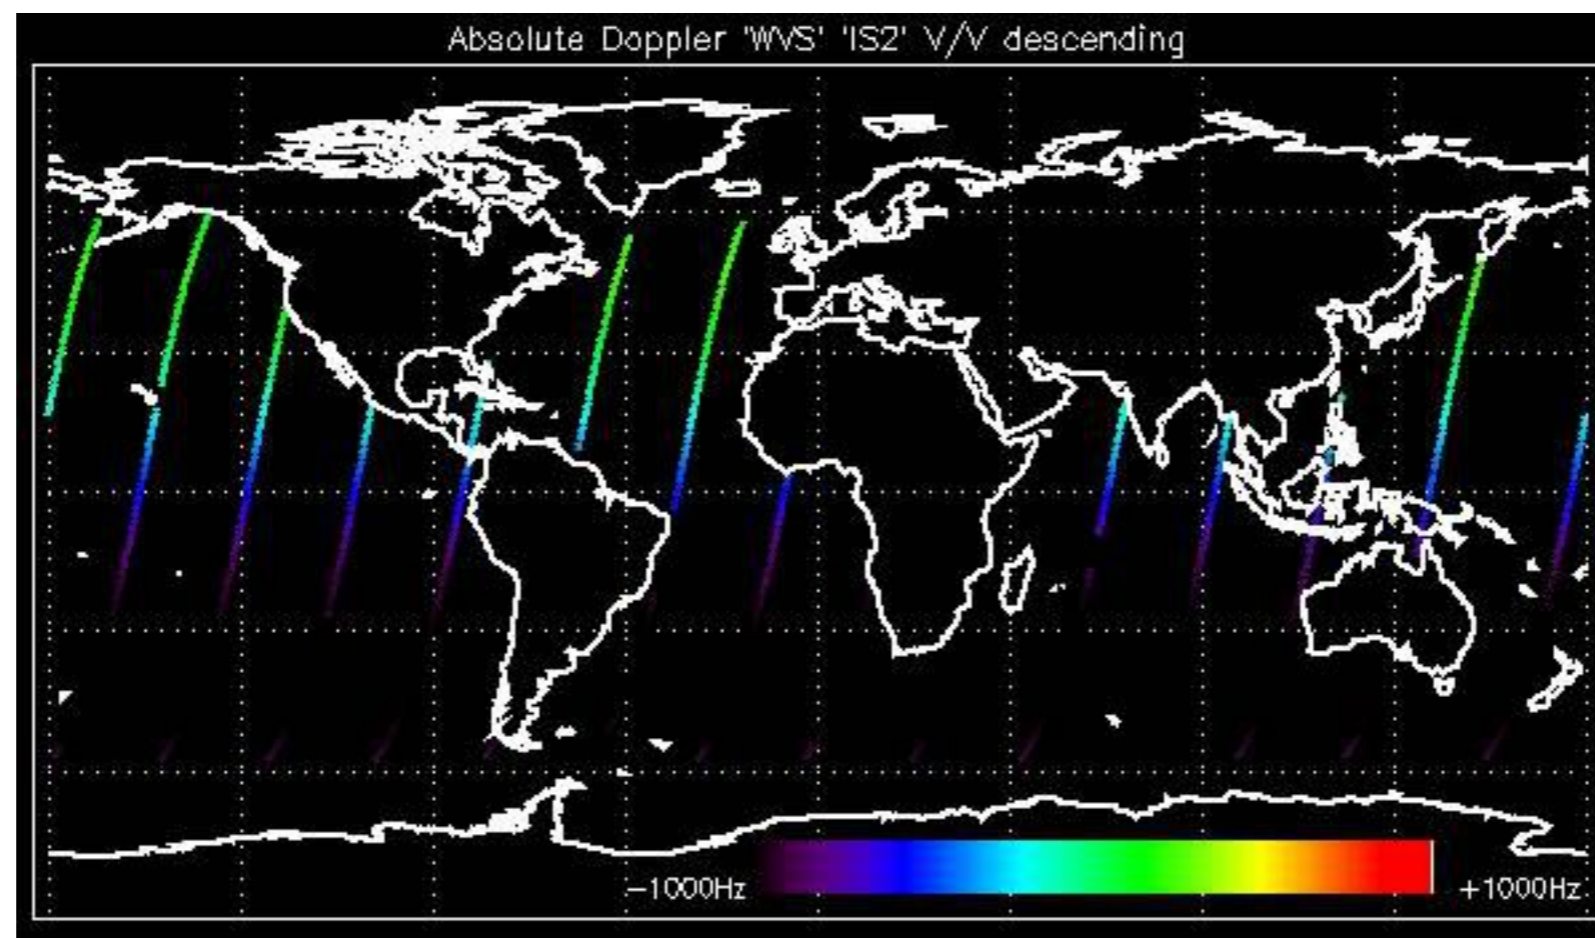 Absolute Doppler 'WVS' 'IS2' V/V descending
−1000Hz
+1000Hz